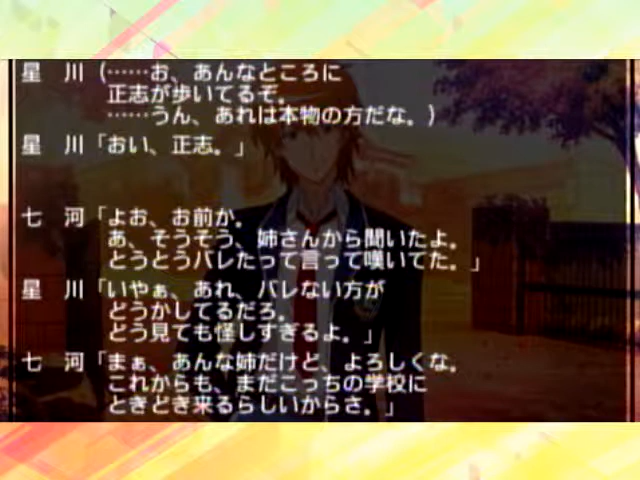 星　川（……お、あんなところに
正志が歩いてるぞ。
……うん、あれは本物の方だな。）
星　川「おい、正志。」
七　河「よお、お前か。
あ、そうそう、姉さんから聞いたよ。
とうとうバレたって言って嘆いてた。」
星　川「いやぁ、あれ、バレない方が
どうかしてるだろ。
どう見ても怪しすぎるよ。」
七　河「まぁ、あんな姉だけど、よろしくな。
これからも、まだこっちの学校に
ときどき来るらしいからさ。」